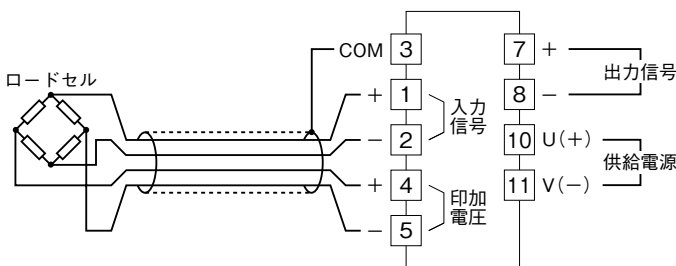 ロードセル
COM 3
+ 1
- 2
入力
信号
+ 4
- 5
印加
電圧
7 +
8 -
出力信号
10 U(+)
11 V(-)
供給電源